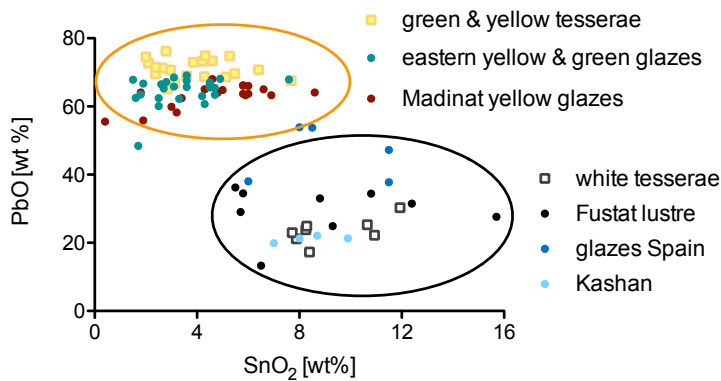 green & yellow tesserae
eastern yellow & green glazes
Madinat yellow glazes
white tesserae
Fustat lustre
glazes Spain
Kashan
PbO [wt %]
80
60
40
20
0
0 4 8 12 16
SnO₂ [wt%]